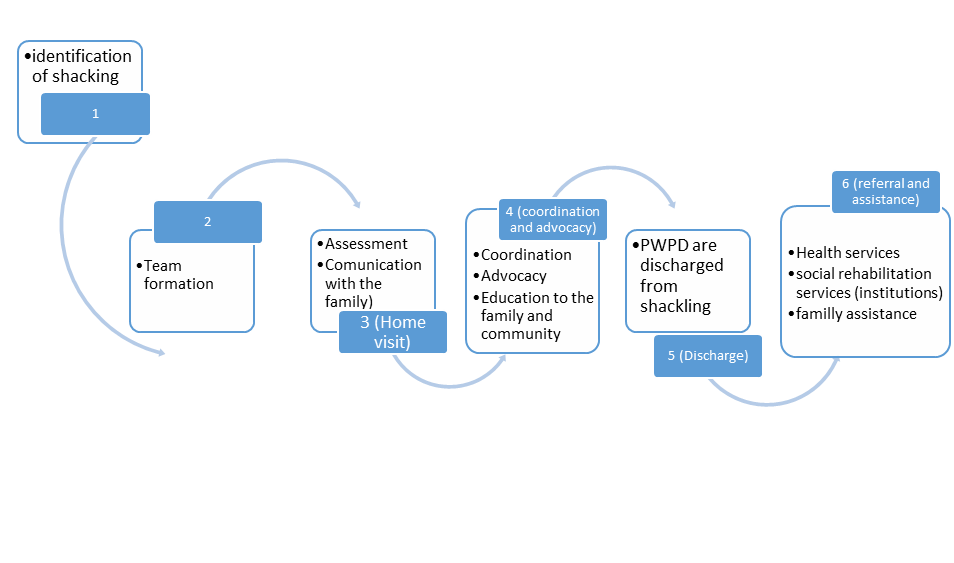 •identification
of shacking
1
2
•Team
formation
•Assessment
•Comunication
with the
family)
3 (Home
visit)
4 (coordination
and advocacy)
•Coordination
•Advocacy
•Education to the
family and
community
•PWPD are
discharged
from
shackling
5 (Discharge)
6 (referral and
assistance)
•Health services
•social rehabilitation
services (institutions)
•familly assistance